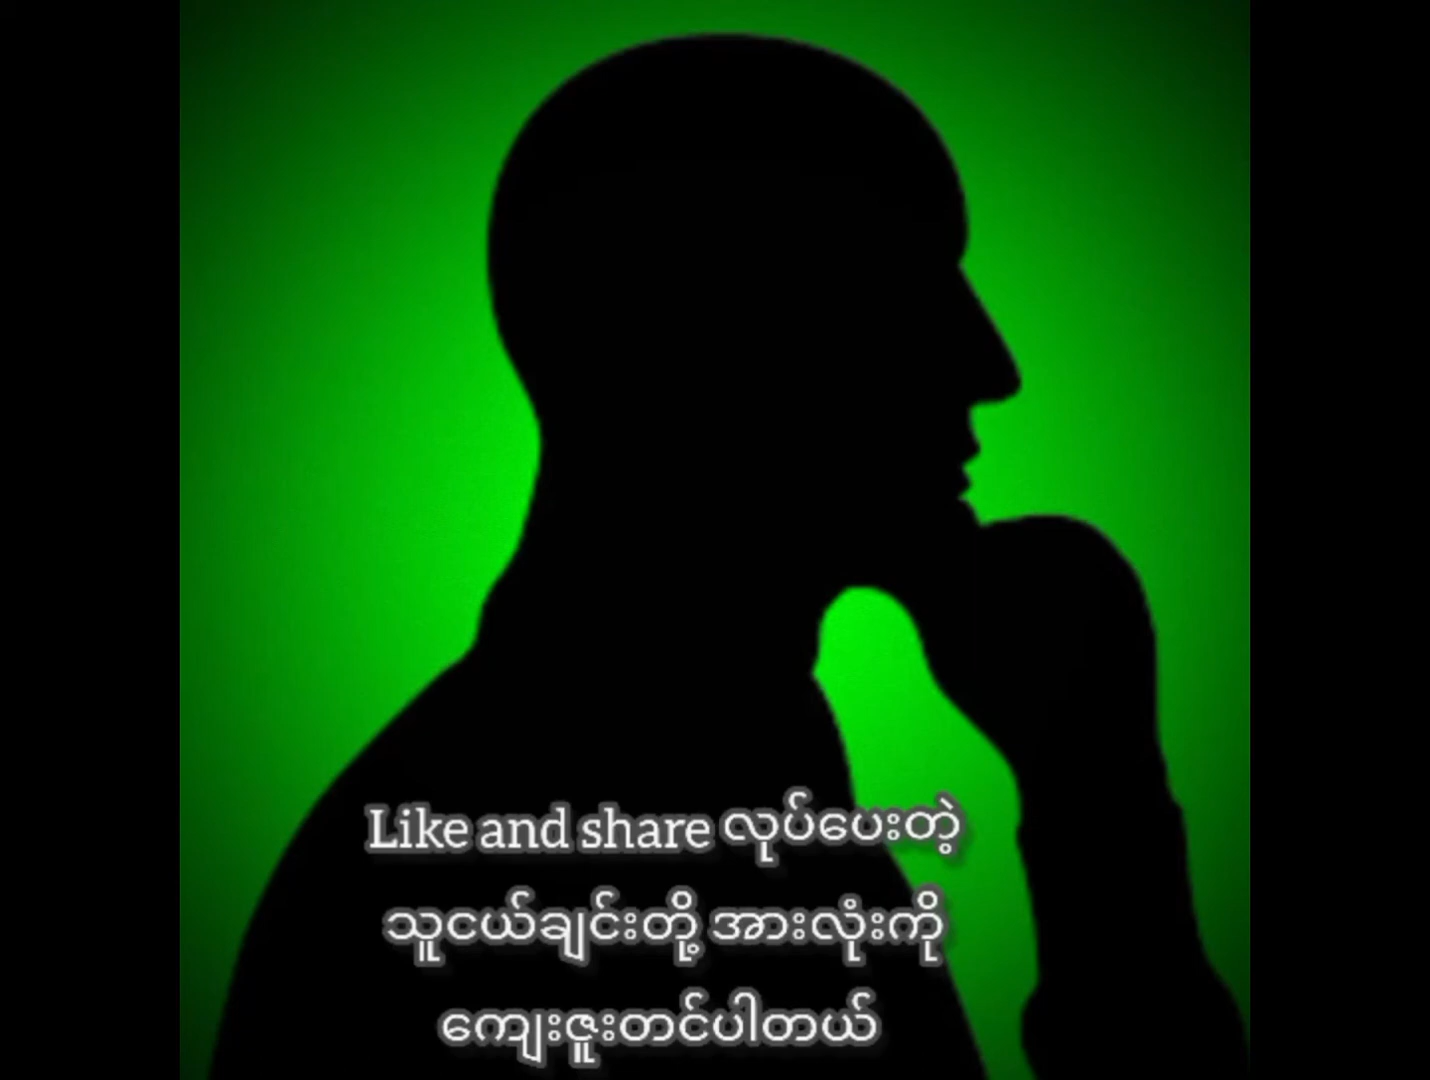 Like and share လုပ်ပေးတဲ့
သူငယ်ချင်းတို့ အားလုံးကို
ကျေးဇူးတင်ပါတယ်